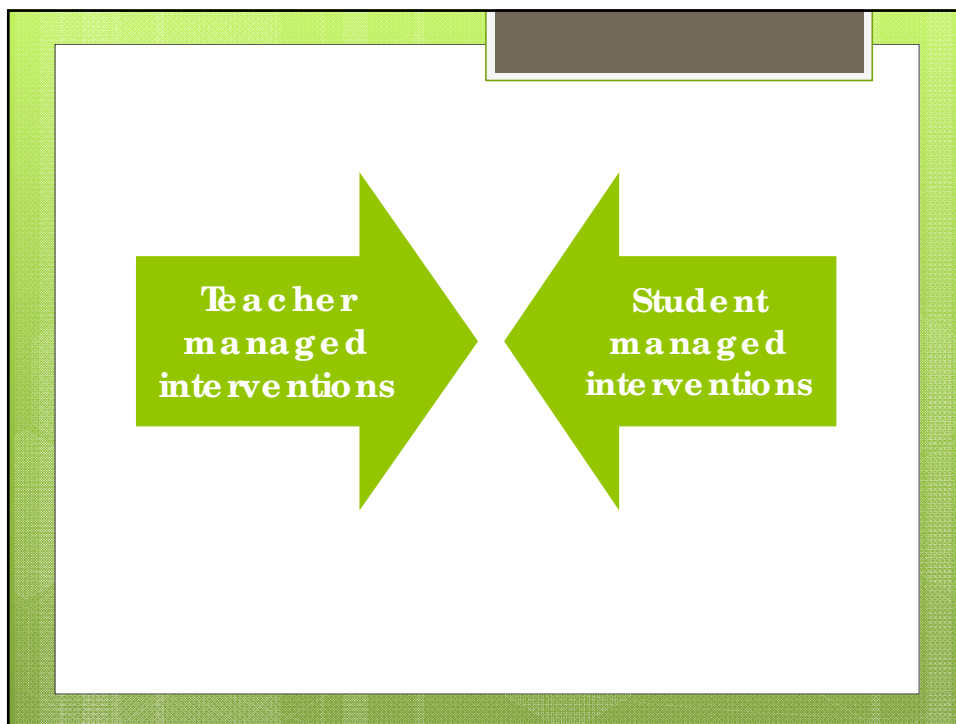 Teacher
managed
interventions
Student
managed
interventions